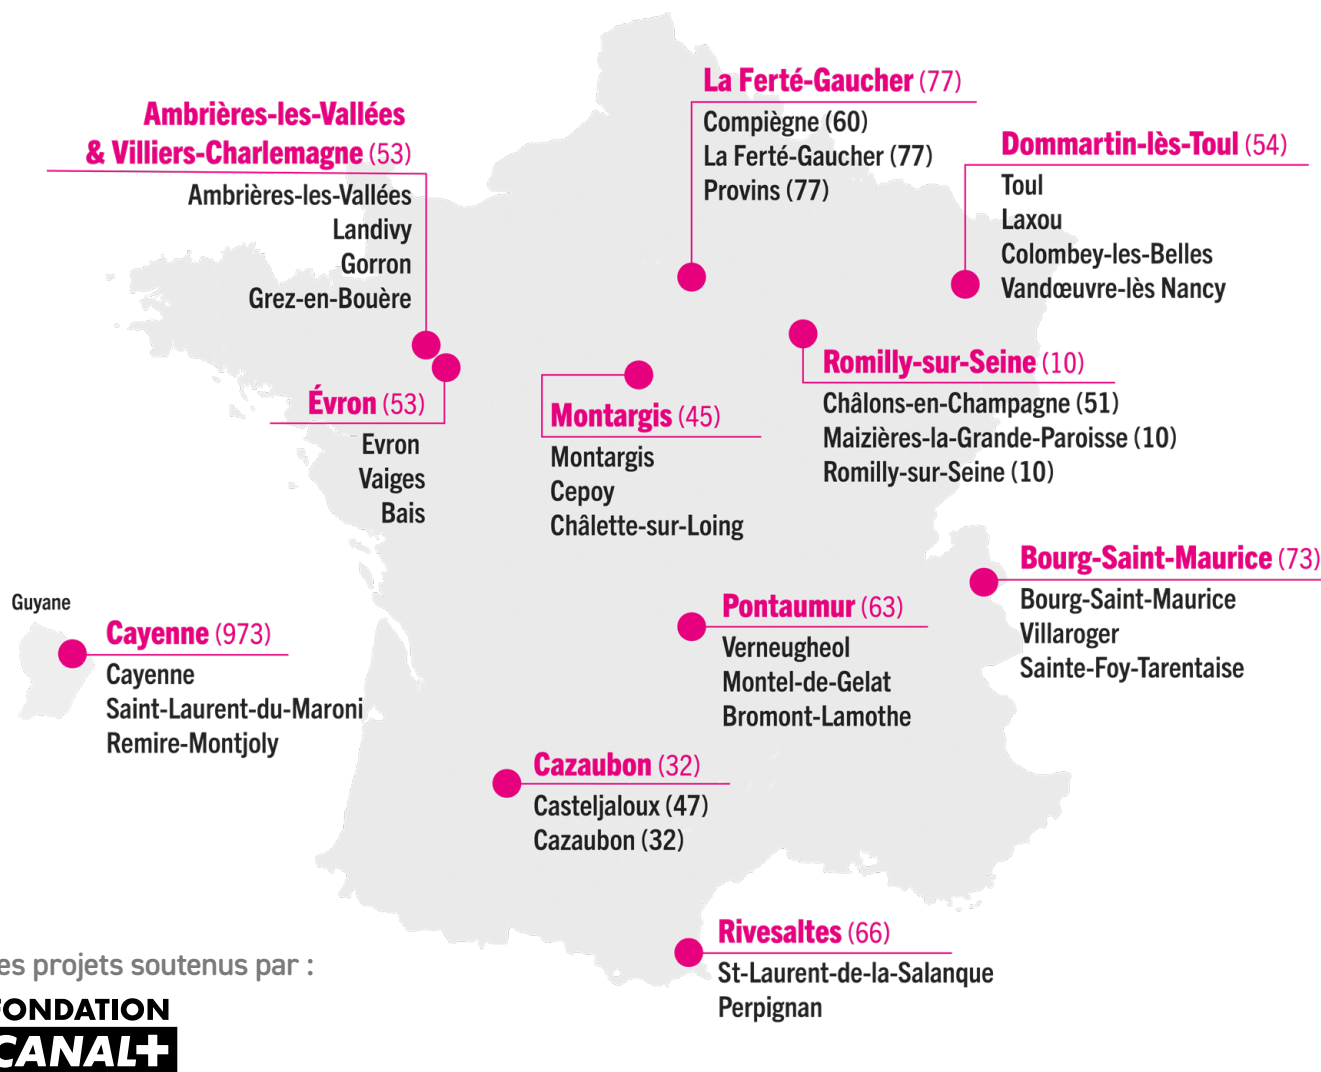 La Ferté-Gaucher (77)
Compiègne (60)
La Ferté-Gaucher (77)
Provins (77)
Ambrières-les-Vallées
& Villiers-Charlemagne (53)
Ambrières-les-Vallées
Landivy
Gorron
Grez-en-Bouère
Dommartin-lès-Toul (54)
Toul
Laxou
Colombey-les-Belles
Vandœuvre-lès Nancy
Évron (53)
Evron
Vaiges
Bais
Montargis (45)
Montargis
Cepoy
Châlette-sur-Loing
Romilly-sur-Seine (10)
Châlons-en-Champagne (51)
Maizières-la-Grande-Paroisse (10)
Romilly-sur-Seine (10)
Bourg-Saint-Maurice (73)
Bourg-Saint-Maurice
Villaroger
Sainte-Foy-Tarentaise
Guyane
Cayenne (973)
Cayenne
Saint-Laurent-du-Maroni
Remire-Montjoly
Pontaumur (63)
Verneugheol
Montel-de-Gelat
Bromont-Lamothe
Cazaubon (32)
Casteljaloux (47)
Cazaubon (32)
Rivesaltes (66)
St-Laurent-de-la-Salanque
Perpignan
es projets soutenus par :
FONDATION
CANAL+